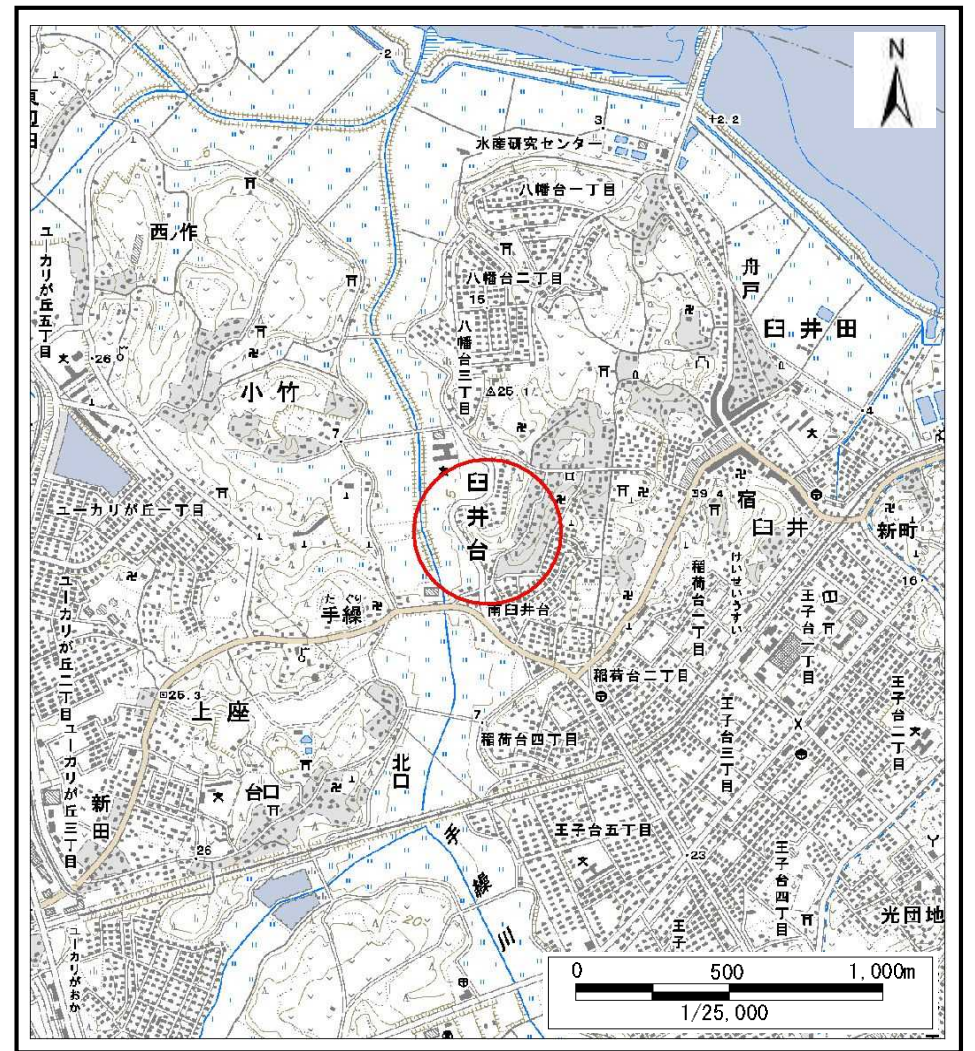 N
2
3
+2.2
水産研究センター
八幡台一丁目
西ノ作
八幡台二丁目
15
舟戸
臼井田
ユーカリが丘五丁目
八幡台三丁目
・26
小竹
△25.1
7
・4
臼井台
ユーカリが丘一丁目
39.4
宿
臼井
新町
けいせいうすい
16
たぐり
手繰
南臼井台
稲荷台一丁目
王子台一丁目
ユーカリが丘二丁目
稲荷台二丁目
□25.3
上座
7
稲荷台四丁目
北口
王子台三丁目
王子台二丁目
ユーカリが丘三丁目
新田
台口
王子台五丁目
26
手繰川
・23
王子台四丁目
20
光団地
ユーカリがおか
王子
0 500 1,000m
1/25,000